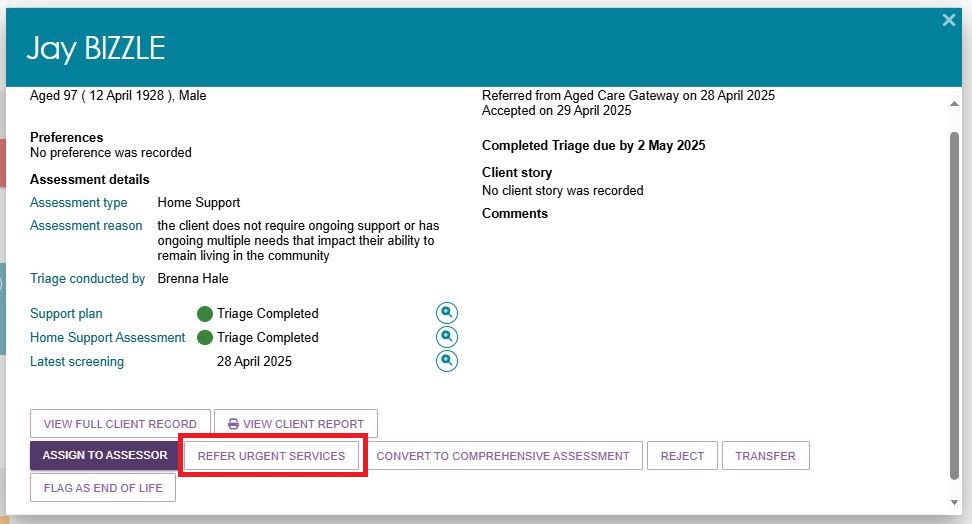 Jay BIZZLE
Aged 97 ( 12 April 1928 ), Male
Preferences
No preference was recorded
Assessment details
Assessment type Home Support
Assessment reason the client does not require ongoing support or has
ongoing multiple needs that impact their ability to
remain living in the community
Triage conducted by Brenna Hale
Support plan Triage Completed
Home Support Assessment Triage Completed
Latest screening 28 April 2025
Referred from Aged Care Gateway on 28 April 2025
Accepted on 29 April 2025
Completed Triage due by 2 May 2025
Client story
No client story was recorded
Comments
VIEW FULL CLIENT RECORD VIEW CLIENT REPORT
ASSIGN TO ASSESSOR REFER URGENT SERVICES CONVERT TO COMPREHENSIVE ASSESSMENT REJECT TRANSFER
FLAG AS END OF LIFE